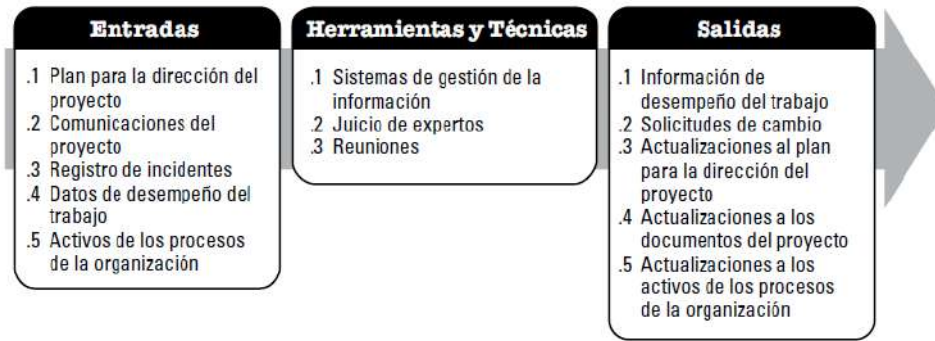 Entradas
.1 Plan para la dirección del
proyecto
.2 Comunicaciones del
proyecto
.3 Registro de incidentes
.4 Datos de desempeño del
trabajo
.5 Activos de los procesos
de la organización
Herramientas y Técnicas
.1 Sistemas de gestión de la
información
.2 Juicio de expertos
.3 Reuniones
Salidas
.1 Información de
desempeño del trabajo
.2 Solicitudes de cambio
.3 Actualizaciones al plan
para la dirección del
proyecto
.4 Actualizaciones a los
documentos del proyecto
.5 Actualizaciones a los
activos de los procesos
de la organización